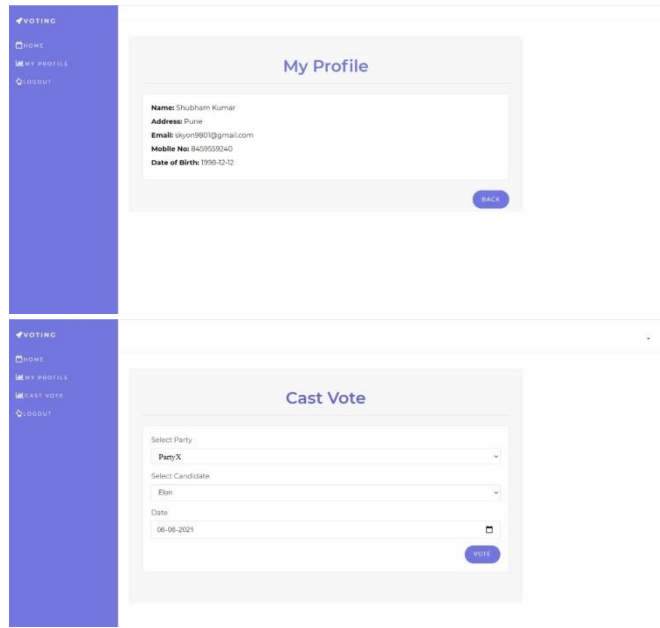 VOTING
HOME
MY PROFILE
LOGOUT
My Profile
Name: Shubham Kumar
Address: Pune
Email: skyon9801@gmail.com
Mobile No: 8459559240
Date of Birth: 1998-12-12
BACK
VOTING
HOME
MY PROFILE
CAST VOTE
LOGOUT
Cast Vote
Select Party
PartyX
Select Candidate
Elon
Date
06-06-2021
VOTE